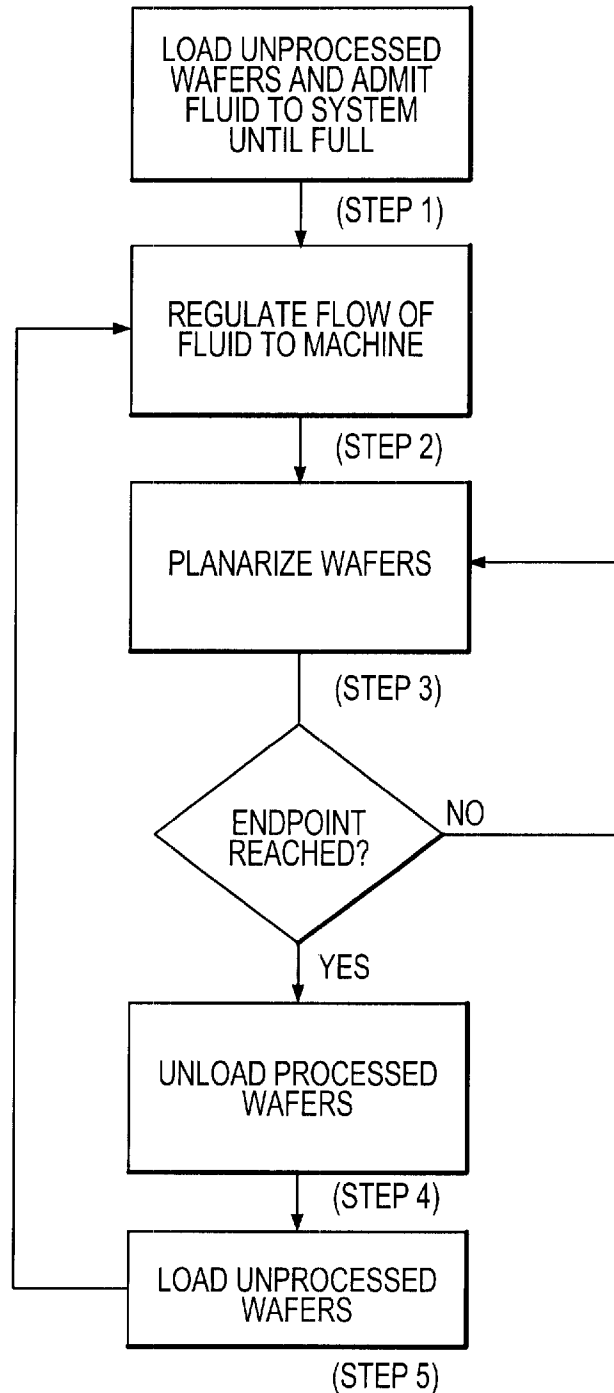 LOAD UNPROCESSED
WAFERS AND ADMIT
FLUID TO SYSTEM
UNTIL FULL
(STEP 1)
REGULATE FLOW OF
FLUID TO MACHINE
(STEP 2)
PLANARIZE WAFERS
(STEP 3)
ENDPOINT
REACHED?
NO
YES
UNLOAD PROCESSED
WAFERS
(STEP 4)
LOAD UNPROCESSED
WAFERS
(STEP 5)